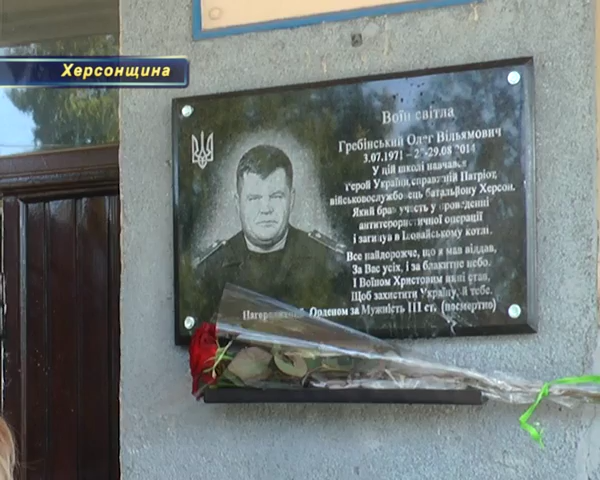 Херсонщина
Воїн світла
Гребінський Олег Вільямович
3.07.1971 – 2 -29.08.2014
У цій школі навчався
герой України, справжній Патріот,
військовослужбовець батальйону Херсон.
Який брав участь у проведенні
антитерористичної операції
і загинув в Іловайському котлі.
Все найдорожче, що я мав віддав,
За Вас усіх, і за блакитне небо.
І Воїном Христовим нині став,
Щоб захистити Україну, й тебе.
Нагороджений Орденом за Мужність III ст. (посмертно)